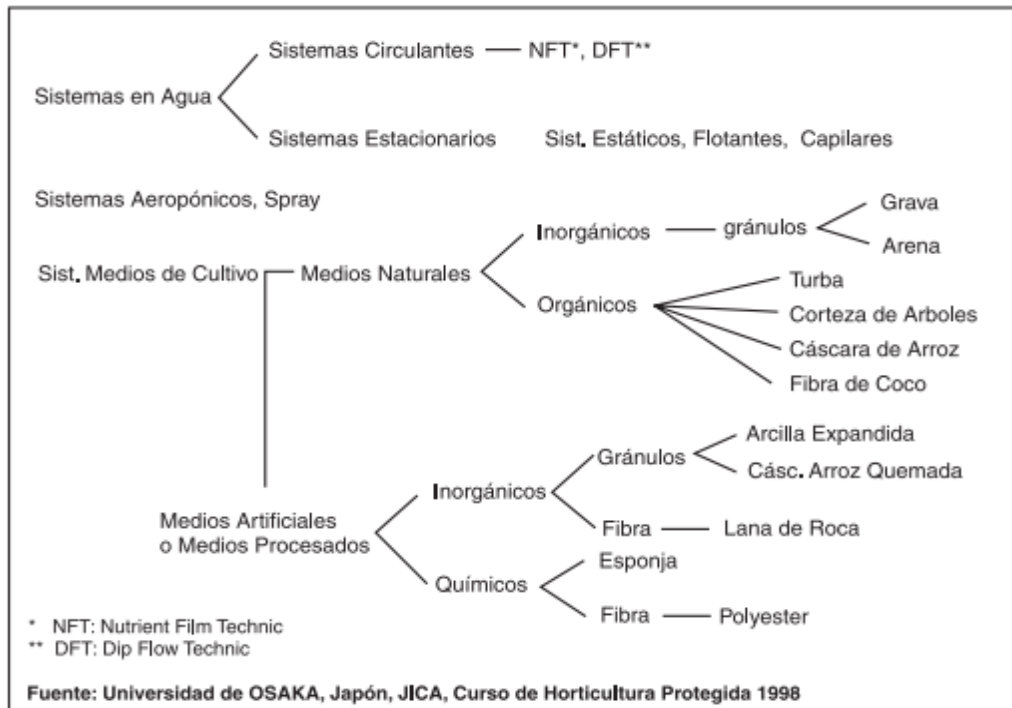 Sistemas Circulantes
NFT*, DFT**
Sistemas en Agua
Sistemas Estacionarios
Sist. Estáticos, Flotantes, Capilares
Sistemas Aeropónicos, Spray
Grava
Inorgánicos
gránulos
Arena
Sist. Medios de Cultivo
Medios Naturales
Turba
Orgánicos
Corteza de Arboles
Cáscara de Arroz
Fibra de Coco
Arcilla Expandida
Gránulos
Cásc. Arroz Quemada
Inorgánicos
Medios Artificiales
o Medios Procesados
Fibra
Lana de Roca
Esponja
Químicos
Fibra
Polyester
* NFT: Nutrient Film Technic
** DFT: Dip Flow Technic
Fuente: Universidad de OSAKA, Japón, JICA, Curso de Horticultura Protegida 1998